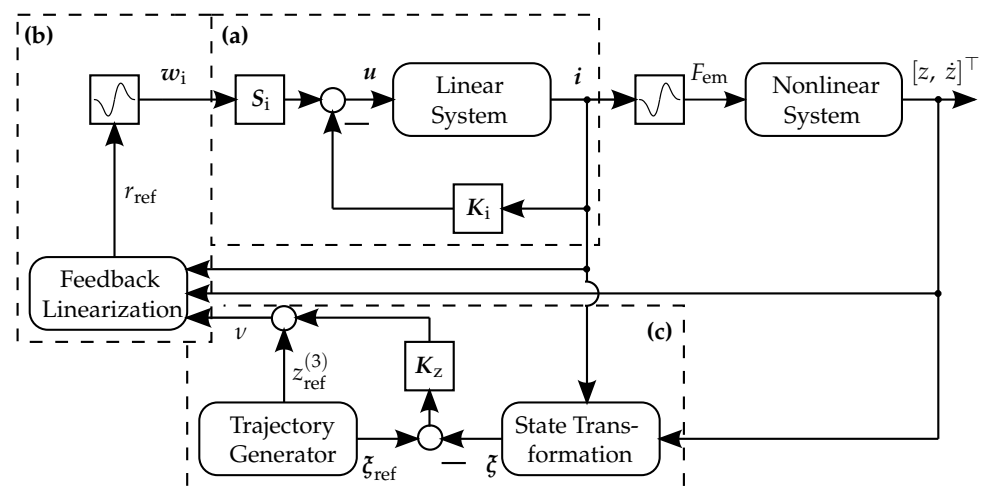 (b)
(a)
w_i
S_i
u
Linear
System
i
F_em
Nonlinear
System
[z, ż]^⊤
K_i
r_ref
Feedback
Linearization
ν
z_ref^(3)
K_z
(c)
Trajectory
Generator
ξ_ref
ξ
State Trans-
formation